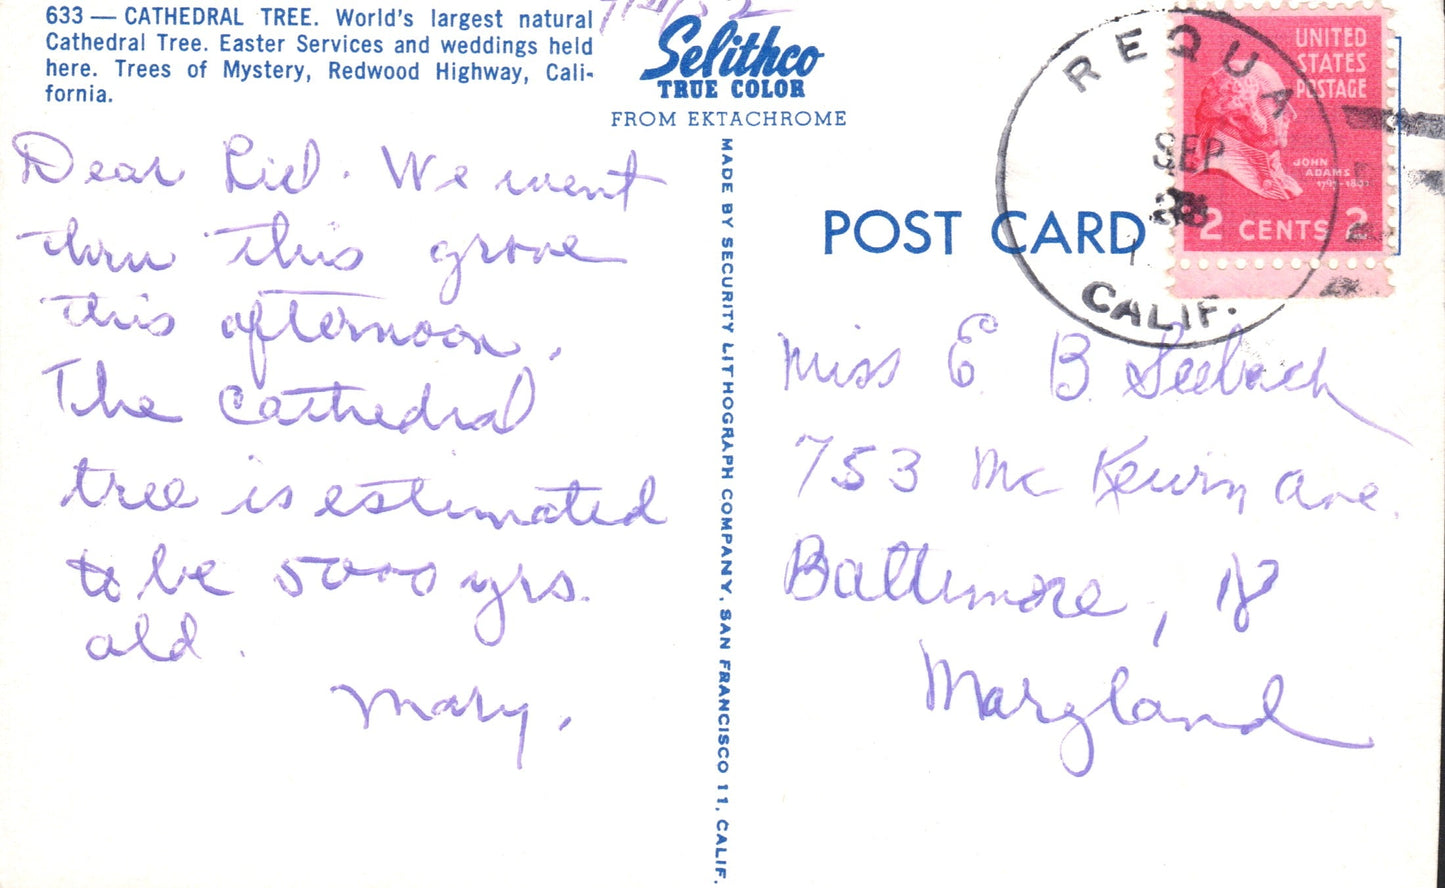 633 — CATHEDRAL TREE. World's largest natural
Cathedral Tree. Easter Services and weddings held
here. Trees of Mystery, Redwood Highway, Cali-
fornia.
Selithco
TRUE COLOR
FROM EKTACHROME
Dear . We went
thru this grove
this afternoon.
The Cathedral
tree is estimated
to be 5000 yrs.
old.
Mary.
MADE BY SECURITY LITHOGRAPH COMPANY, SAN FRANCISCO 11, CALIF.
POST CARD
REQUA
SEP
CALIF.
UNITED
STATES
POSTAGE
JOHN
ADAMS
1797-1801
2 CENTS 2
Miss E. B. Seebach
753 McKewin Ave.
Baltimore, 18
Maryland